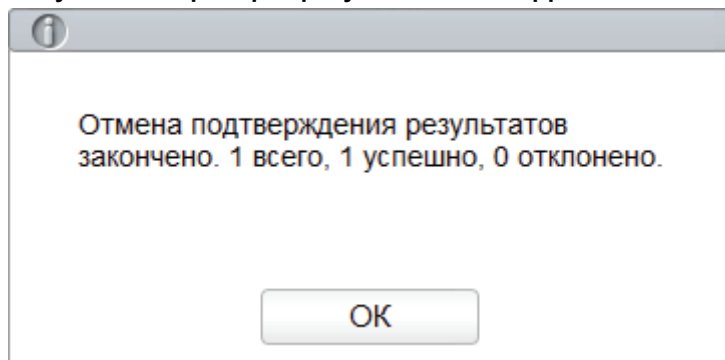 Отмена подтверждения результатов
закончено. 1 всего, 1 успешно, 0 отклонено.
OK